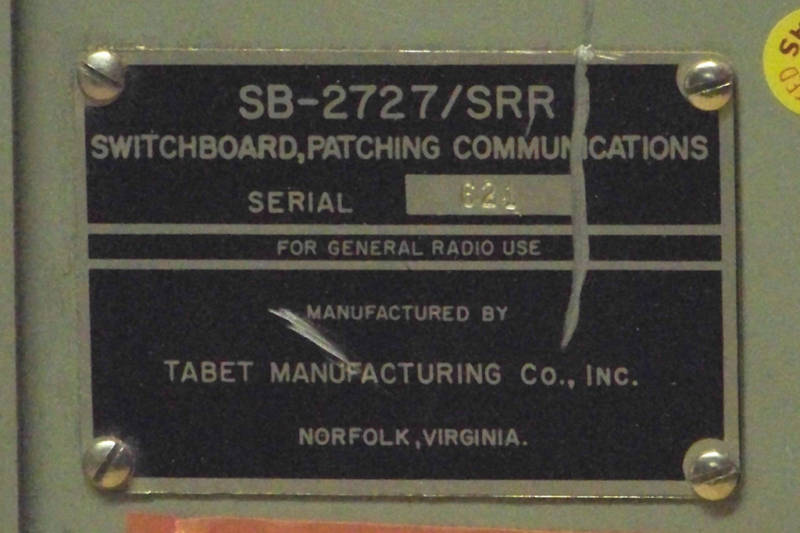 SB-2727/SRR
SWITCHBOARD, PATCHING COMMUNICATIONS
SERIAL 621
FOR GENERAL RADIO USE
MANUFACTURED BY
TABET MANUFACTURING CO., INC.
NORFOLK, VIRGINIA.